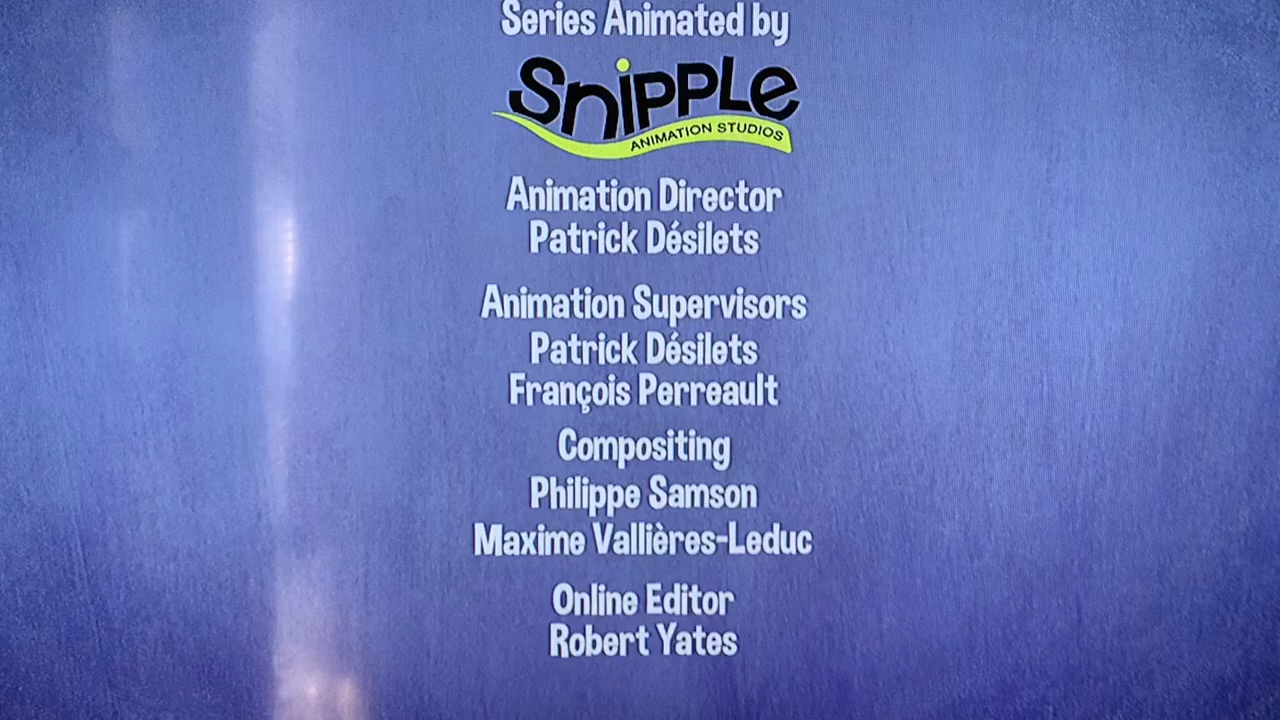 Series Animated by
Snipple
ANIMATION STUDIOS
Animation Director
Patrick Désilets
Animation Supervisors
Patrick Désilets
François Perreault
Compositing
Philippe Samson
Maxime Vallières-Leduc
Online Editor
Robert Yates